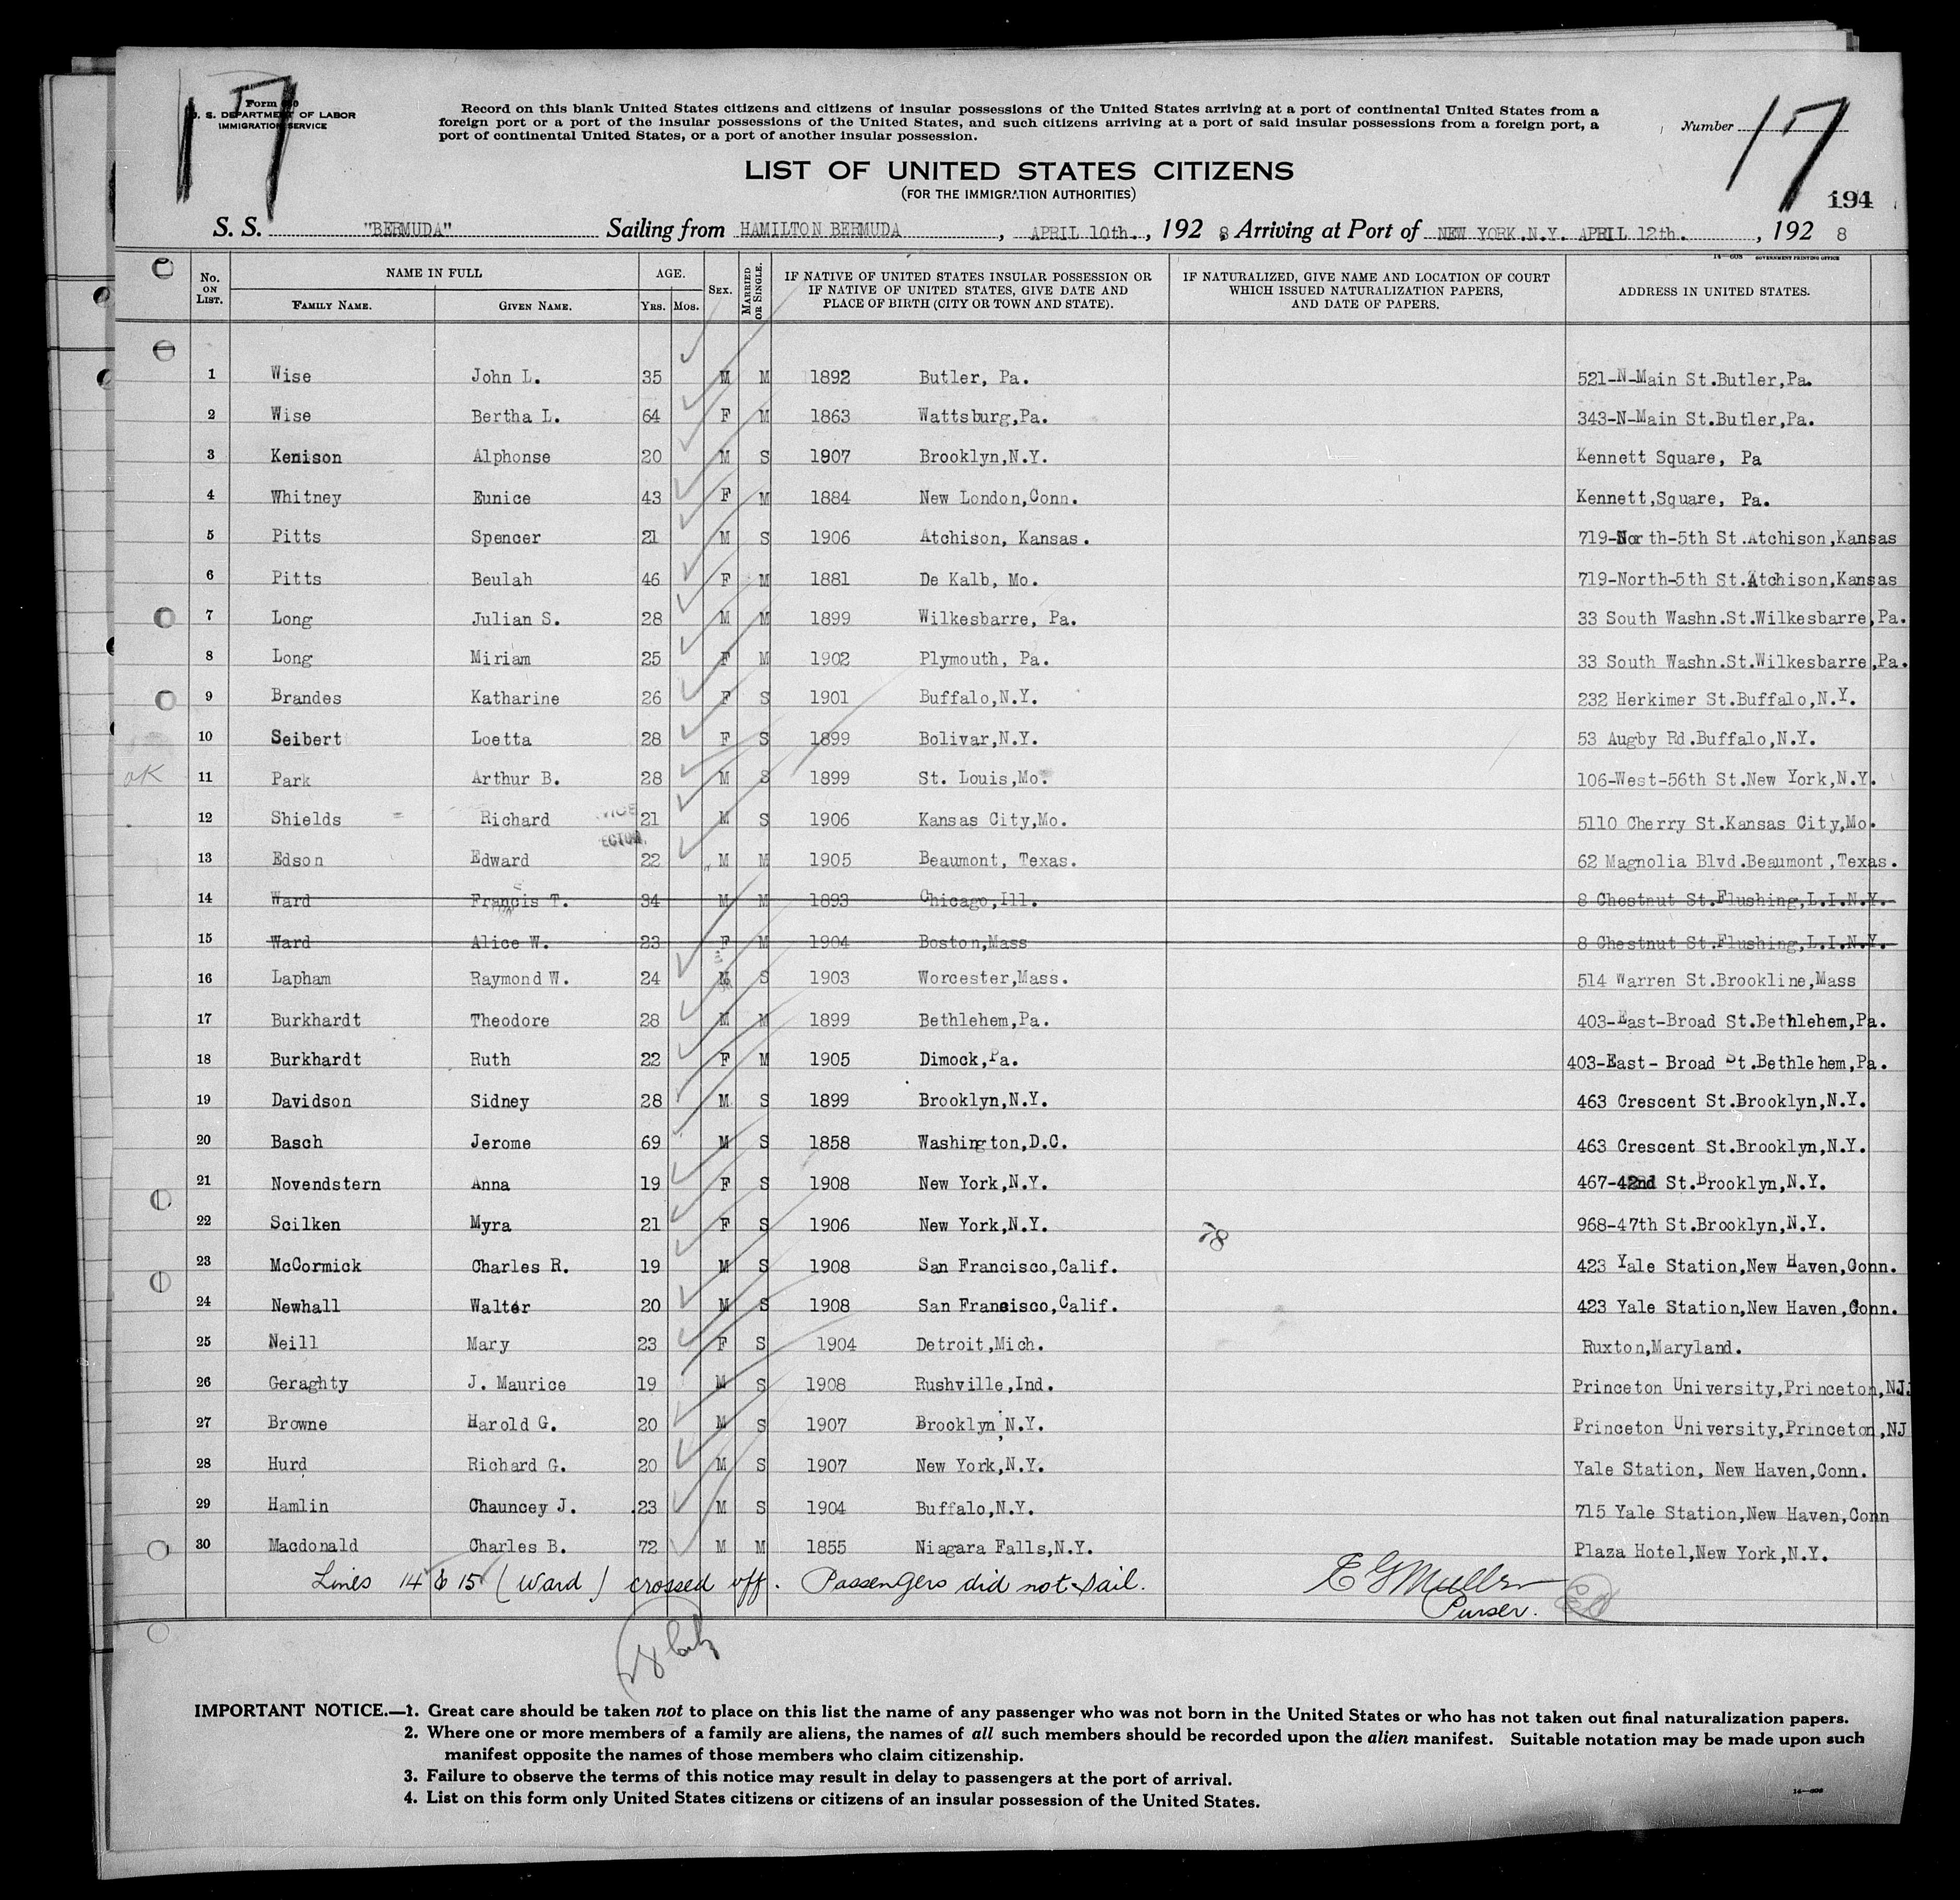 17
Form 630
U. S. DEPARTMENT OF LABOR
IMMIGRATION SERVICE
Record on this blank United States citizens and citizens of insular possessions of the United States arriving at a port of continental United States from a
foreign port or a port of the insular possessions of the United States, and such citizens arriving at a port of said insular possessions from a foreign port, a
port of continental United States, or a port of another insular possession.
Number 17
LIST OF UNITED STATES CITIZENS
(FOR THE IMMIGRATION AUTHORITIES)
194
S. S. "BERMUDA" Sailing from HAMILTON BERMUDA, APRIL 10th., 192 8, Arriving at Port of NEW YORK.N.Y. APRIL 12th. , 192 8
14—608 GOVERNMENT PRINTING OFFICE
No. ON LIST. NAME IN FULL FAMILY NAME. GIVEN NAME. AGE. YRS. MOS. SEX. MARRIED OR SINGLE. IF NATIVE OF UNITED STATES INSULAR POSSESSION OR IF NATIVE OF UNITED STATES, GIVE DATE AND PLACE OF BIRTH (CITY OR TOWN AND STATE). IF NATURALIZED, GIVE NAME AND LOCATION OF COURT WHICH ISSUED NATURALIZATION PAPERS, AND DATE OF PAPERS. ADDRESS IN UNITED STATES.
1 Wise John L. 35 M M 1892 Butler, Pa. 521-N-Main St.Butler,Pa.
2 Wise Bertha L. 64 F M 1863 Wattsburg,Pa. 343-N-Main St.Butler,Pa.
3 Kenison Alphonse 20 M S 1907 Brooklyn,N.Y. Kennett Square, Pa
4 Whitney Eunice 43 F M 1884 New London,Conn. Kennett,Square, Pa.
5 Pitts Spencer 21 M S 1906 Atchison, Kansas. 719-North-5th St.Atchison,Kansas
6 Pitts Beulah 46 F M 1881 De Kalb, Mo. 719-North-5th St.Atchison,Kansas
7 Long Julian S. 28 M M 1899 Wilkesbarre, Pa. 33 South Washn.St.Wilkesbarre,Pa.
8 Long Miriam 25 F M 1902 Plymouth, Pa. 33 South Washn.St.Wilkesbarre,Pa.
9 Brandes Katharine 26 F S 1901 Buffalo,N.Y. 232 Herkimer St.Buffalo,N.Y.
10 Seibert Loetta 28 F S 1899 Bolivar,N.Y. 53 Augby Rd.Buffalo,N.Y.
OK 11 Park Arthur B. 28 M S 1899 St. Louis,Mo. 106-West-56th St.New York,N.Y.
12 Shields Richard 21 M S 1906 Kansas City,Mo. 5110 Cherry St.Kansas City,Mo.
13 Edson Edward 22 M M 1905 Beaumont, Texas. 62 Magnolia Blvd.Beaumont,Texas.
14 Ward Francis T. 34 M M 1893 Chicago,Ill. 8 Chestnut St.Flushing,L.I.N.Y.
15 Ward Alice W. 23 F M 1904 Boston,Mass 8 Chestnut St.Flushing,L.I.N.Y.
16 Lapham Raymond W. 24 M S 1903 Worcester,Mass. 514 Warren St.Brookline,Mass
17 Burkhardt Theodore 28 M M 1899 Bethlehem,Pa. 403-East-Broad St.Bethlehem,Pa.
18 Burkhardt Ruth 22 F M 1905 Dimock,Pa. 403-East- Broad St.Bethlehem,Pa.
19 Davidson Sidney 28 M S 1899 Brooklyn,N.Y. 463 Crescent St.Brooklyn,N.Y.
20 Basch Jerome 69 M S 1858 Washington,D.C. 463 Crescent St.Brooklyn,N.Y.
21 Novendstern Anna 19 F S 1908 New York,N.Y. 467-42nd St.Brooklyn,N.Y.
22 Scilken Myra 21 F S 1906 New York,N.Y. 968-47th St.Brooklyn,N.Y.
23 McCormick Charles R. 19 M S 1908 San Francisco,Calif. 423 Yale Station,New Haven,Conn.
24 Newhall Walter 20 M S 1908 San Francisco,Calif. 423 Yale Station,New Haven,Conn.
25 Neill Mary 23 F S 1904 Detroit,Mich. Ruxton,Maryland.
26 Geraghty J. Maurice 19 M S 1908 Rushville,Ind. Princeton University,Princeton,NJ.
27 Browne Harold G. 20 M S 1907 Brooklyn,N.Y. Princeton University,Princeton,NJ
28 Hurd Richard G. 20 M S 1907 New York,N.Y. Yale Station, New Haven,Conn.
29 Hamlin Chauncey J. 23 M S 1904 Buffalo,N.Y. 715 Yale Station,New Haven,Conn
30 Macdonald Charles B. 72 M M 1855 Niagara Falls,N.Y. Plaza Hotel,New York,N.Y.
Lines 14 & 15 (Ward) crossed off. Passengers did not sail. E G Muller
Purser.
IMPORTANT NOTICE.—1. Great care should be taken not to place on this list the name of any passenger who was not born in the United States or who has not taken out final naturalization papers.
2. Where one or more members of a family are aliens, the names of all such members should be recorded upon the alien manifest. Suitable notation may be made upon such
manifest opposite the names of those members who claim citizenship.
3. Failure to observe the terms of this notice may result in delay to passengers at the port of arrival.
4. List on this form only United States citizens or citizens of an insular possession of the United States.
14—608